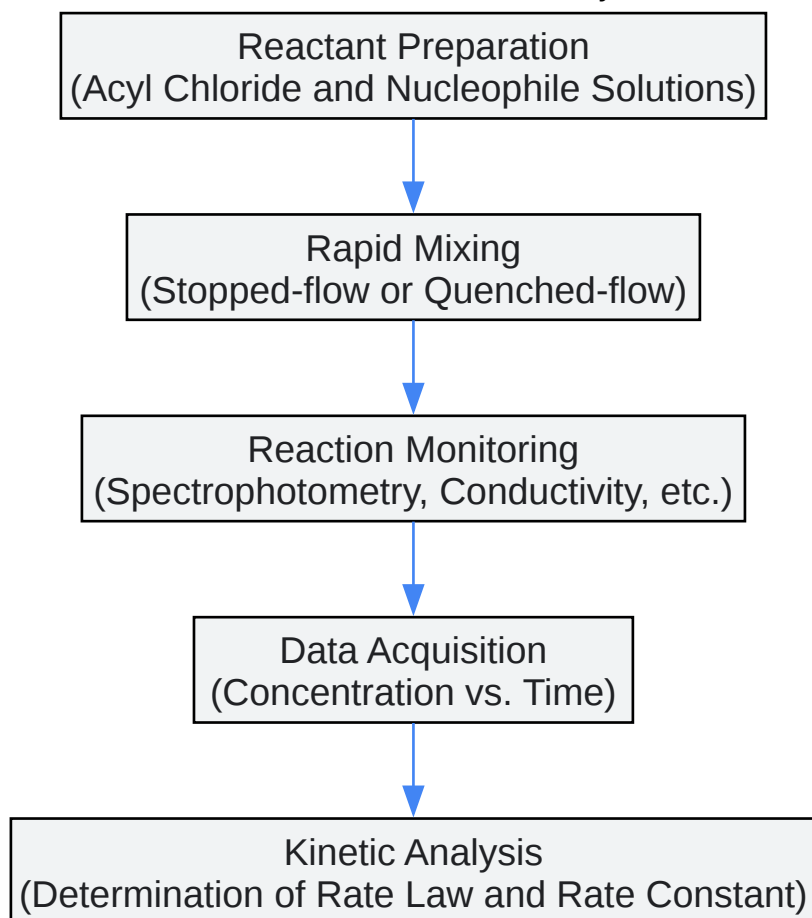 Reactant Preparation
(Acyl Chloride and Nucleophile Solutions)
Rapid Mixing
(Stopped-flow or Quenched-flow)
Reaction Monitoring
(Spectrophotometry, Conductivity, etc.)
Data Acquisition
(Concentration vs. Time)
Kinetic Analysis
(Determination of Rate Law and Rate Constant)